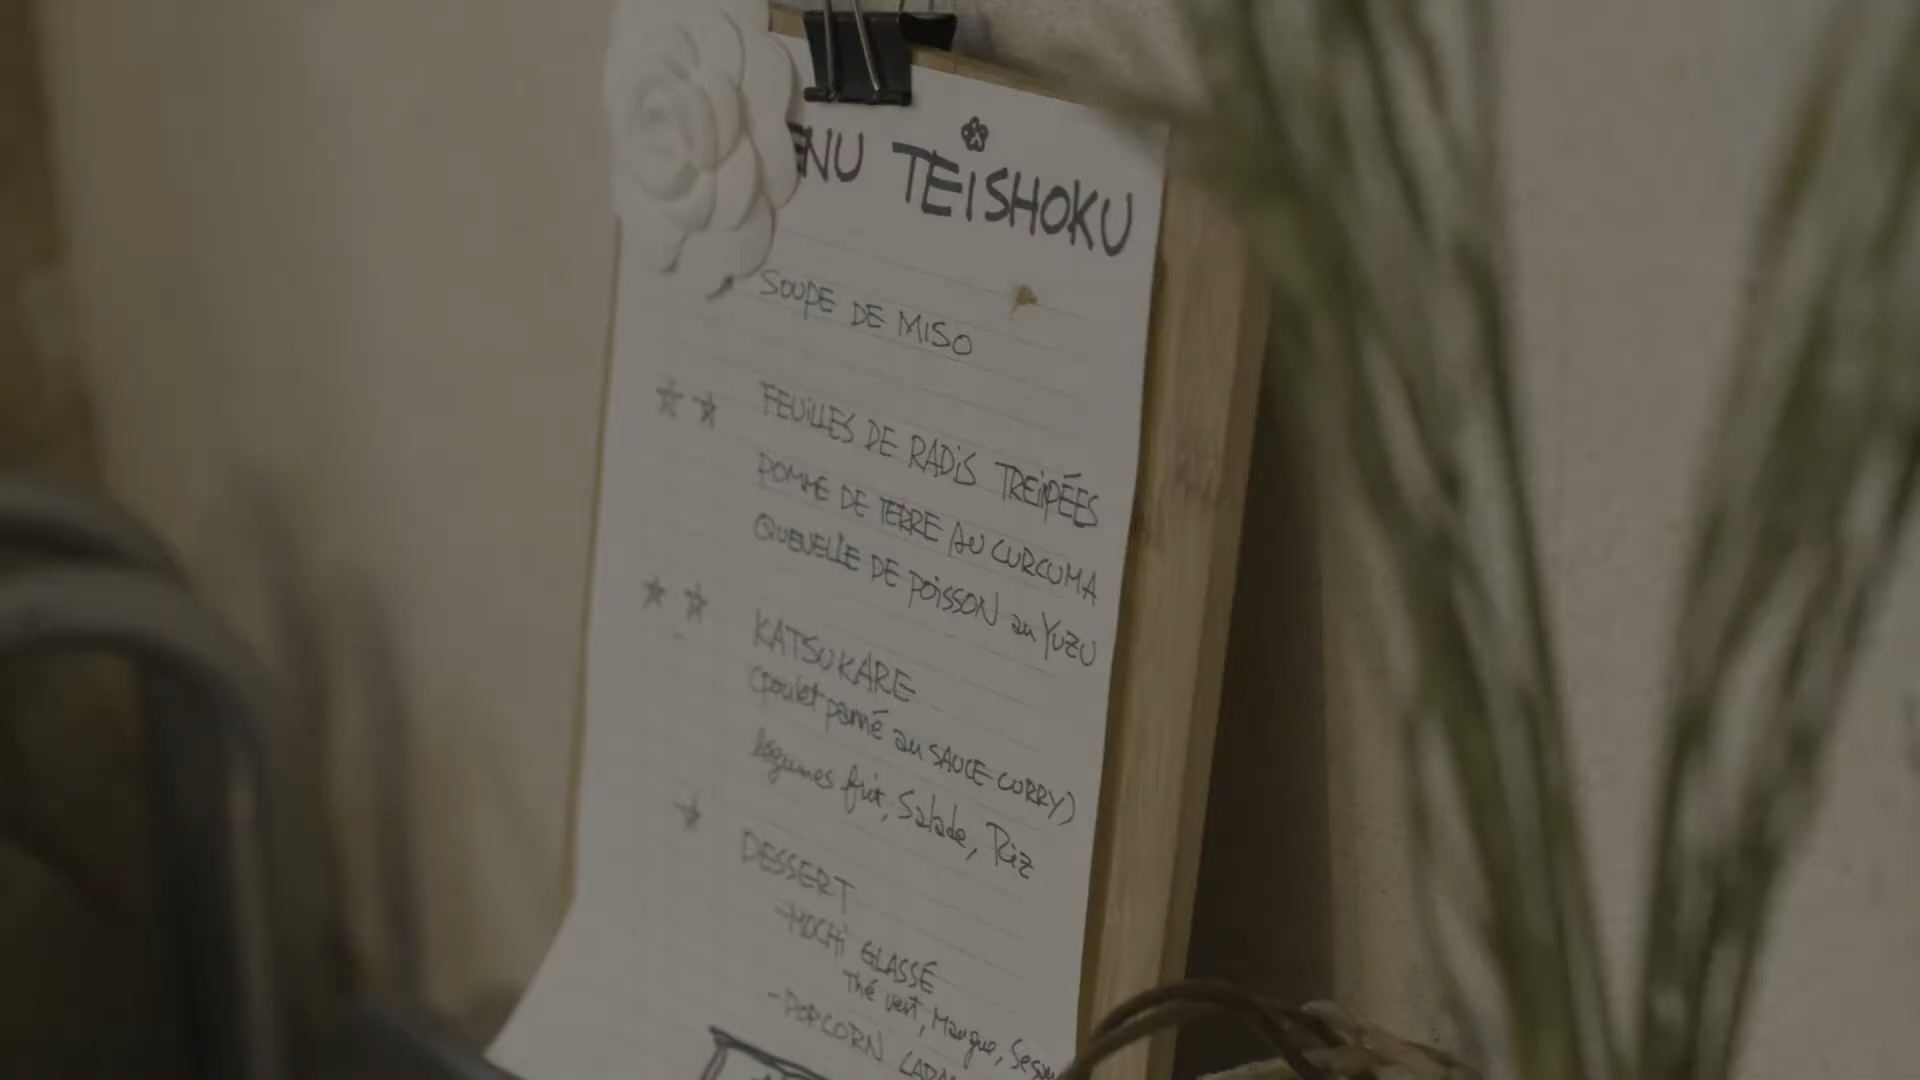 NU TEiSHOKU
SOUPE DE MISO
FEUiLLES DE RADiS TREMPÉES
POMME DE TERRE AU CURCUMA
QUENELLE DE POiSSON au YUZU
KATSUKARE
(poulet panné au SAUCE CURRY)
légumes frit, Salade, Riz
DESSERT
-MOCHi GLASSÉ
Thé vert, Mangue,
- POPCORN